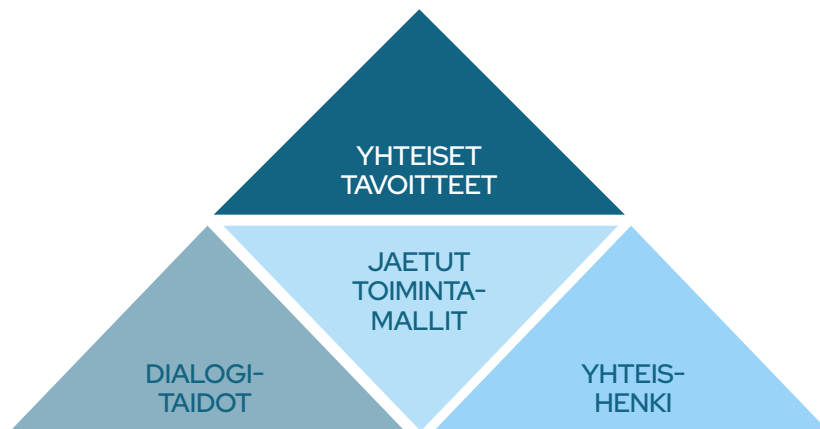 YHTEISET
TAVOITTEET
JAETUT
TOIMINTA-
MALLIT
DIALOGI-
TAIDOT
YHTEIS-
HENKI